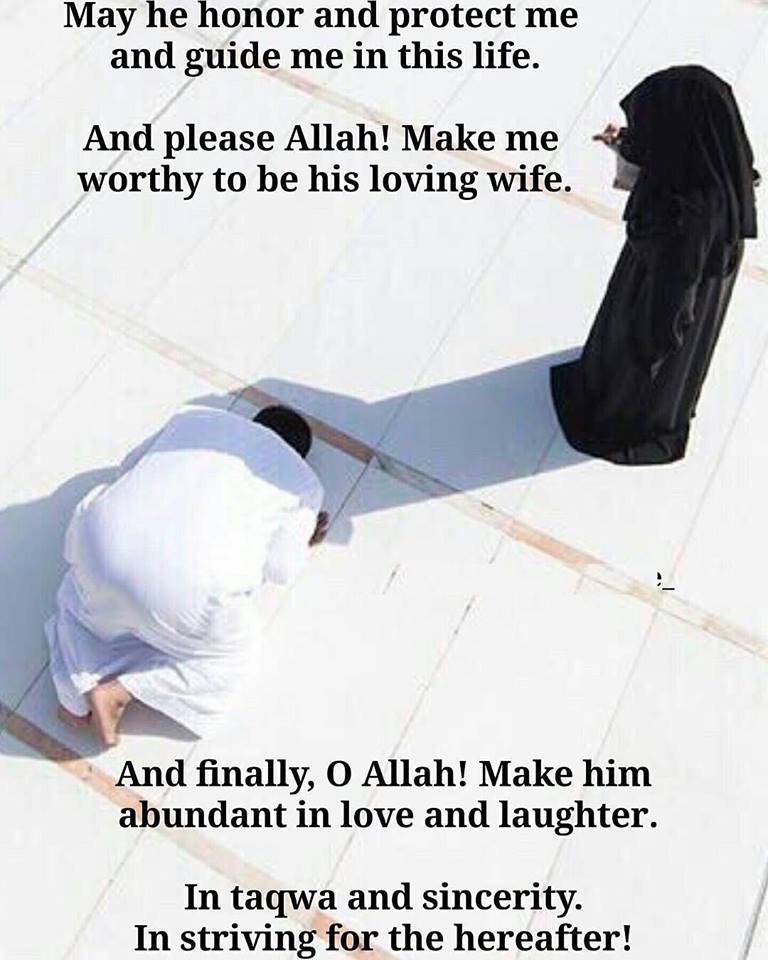 May he honor and protect me
and guide me in this life.
And please Allah! Make me
worthy to be his loving wife.
And finally, O Allah! Make him
abundant in love and laughter.
In taqwa and sincerity.
In striving for the hereafter!